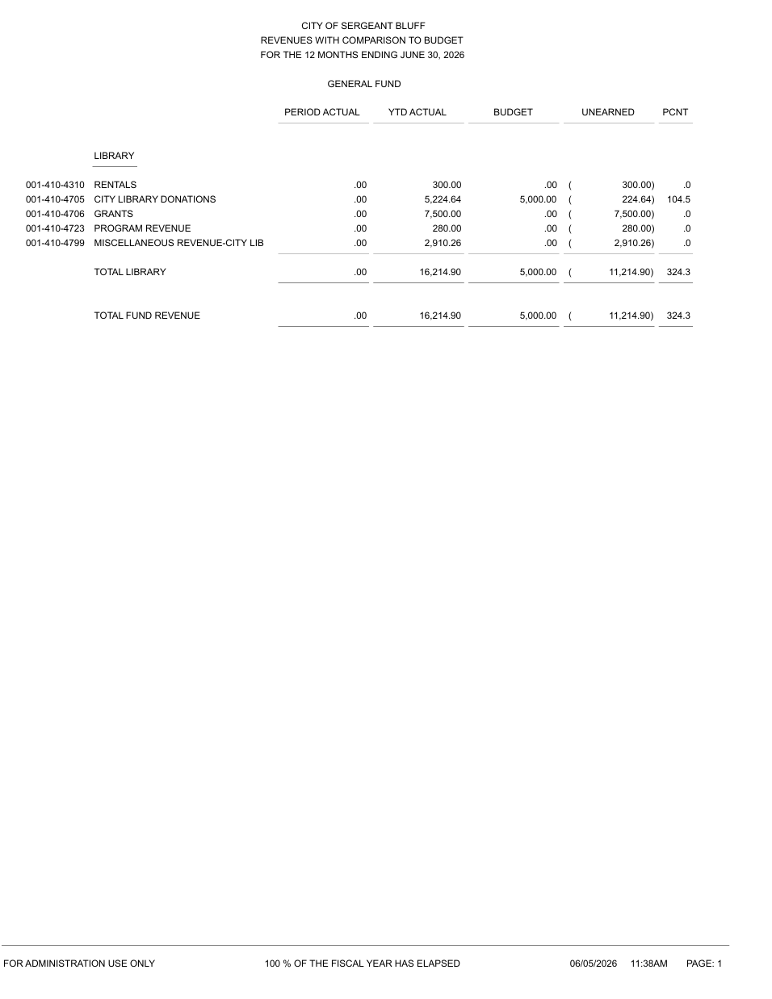 CITY OF SERGEANT BLUFF
REVENUES WITH COMPARISON TO BUDGET
FOR THE 12 MONTHS ENDING JUNE 30, 2026
GENERAL FUND
PERIOD ACTUAL YTD ACTUAL BUDGET UNEARNED PCNT
LIBRARY
001-410-4310 RENTALS .00 300.00 .00 ( 300.00) .0
001-410-4705 CITY LIBRARY DONATIONS .00 5,224.64 5,000.00 ( 224.64) 104.5
001-410-4706 GRANTS .00 7,500.00 .00 ( 7,500.00) .0
001-410-4723 PROGRAM REVENUE .00 280.00 .00 ( 280.00) .0
001-410-4799 MISCELLANEOUS REVENUE-CITY LIB .00 2,910.26 .00 ( 2,910.26) .0
TOTAL LIBRARY .00 16,214.90 5,000.00 ( 11,214.90) 324.3
TOTAL FUND REVENUE .00 16,214.90 5,000.00 ( 11,214.90) 324.3
FOR ADMINISTRATION USE ONLY 100 % OF THE FISCAL YEAR HAS ELAPSED 06/05/2026 11:38AM PAGE: 1